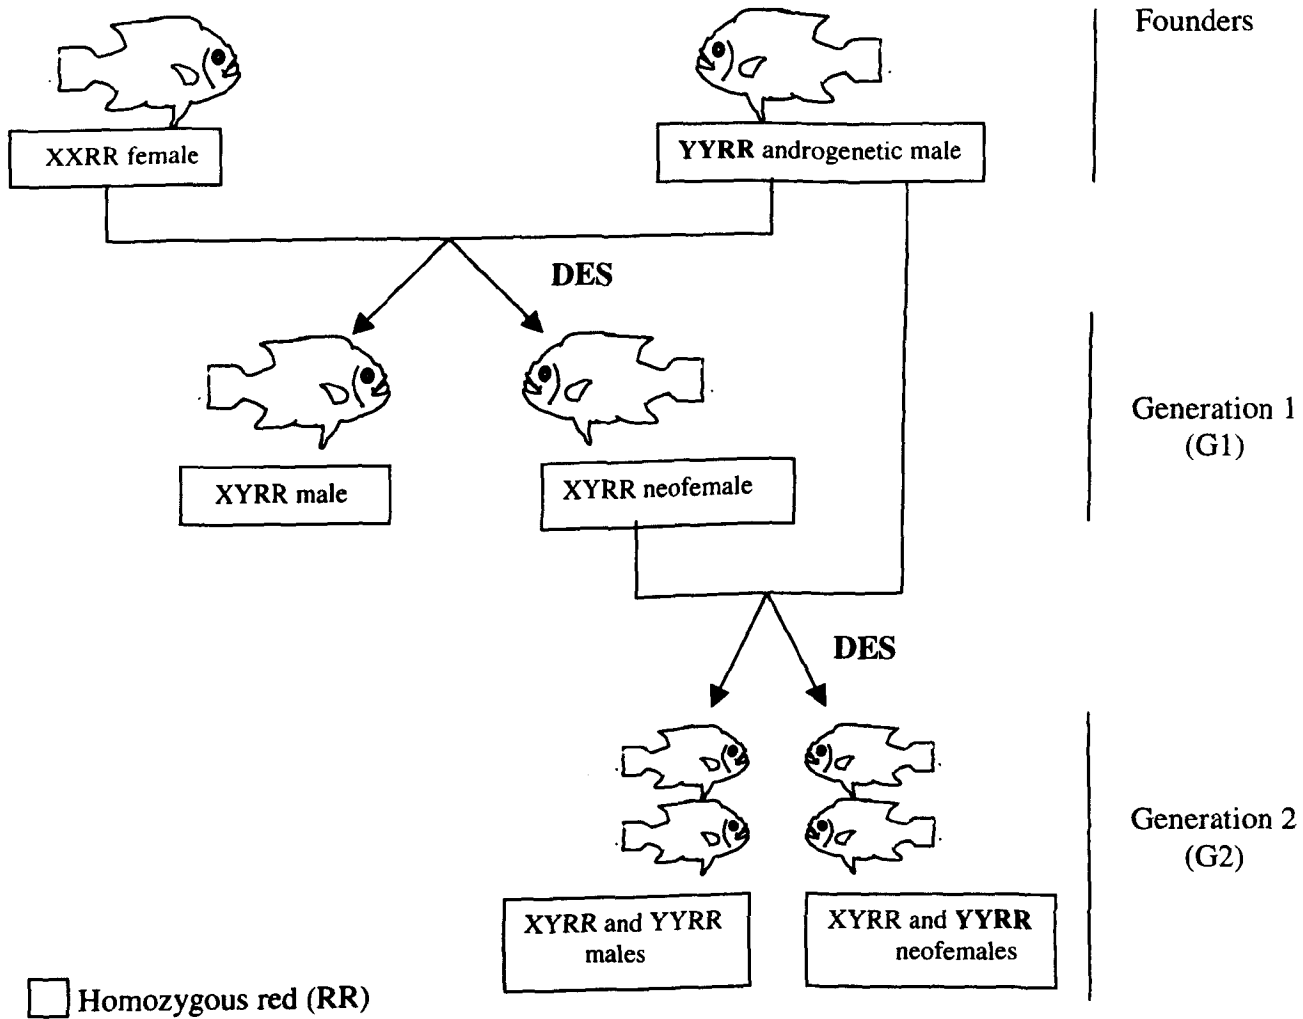 Founders
XXRR female
YYRR androgenetic male
DES
Generation 1
(G1)
XYRR male
XYRR neofemale
DES
Generation 2
(G2)
XYRR and YYRR
males
XYRR and YYRR
neofemales
Homozygous red (RR)